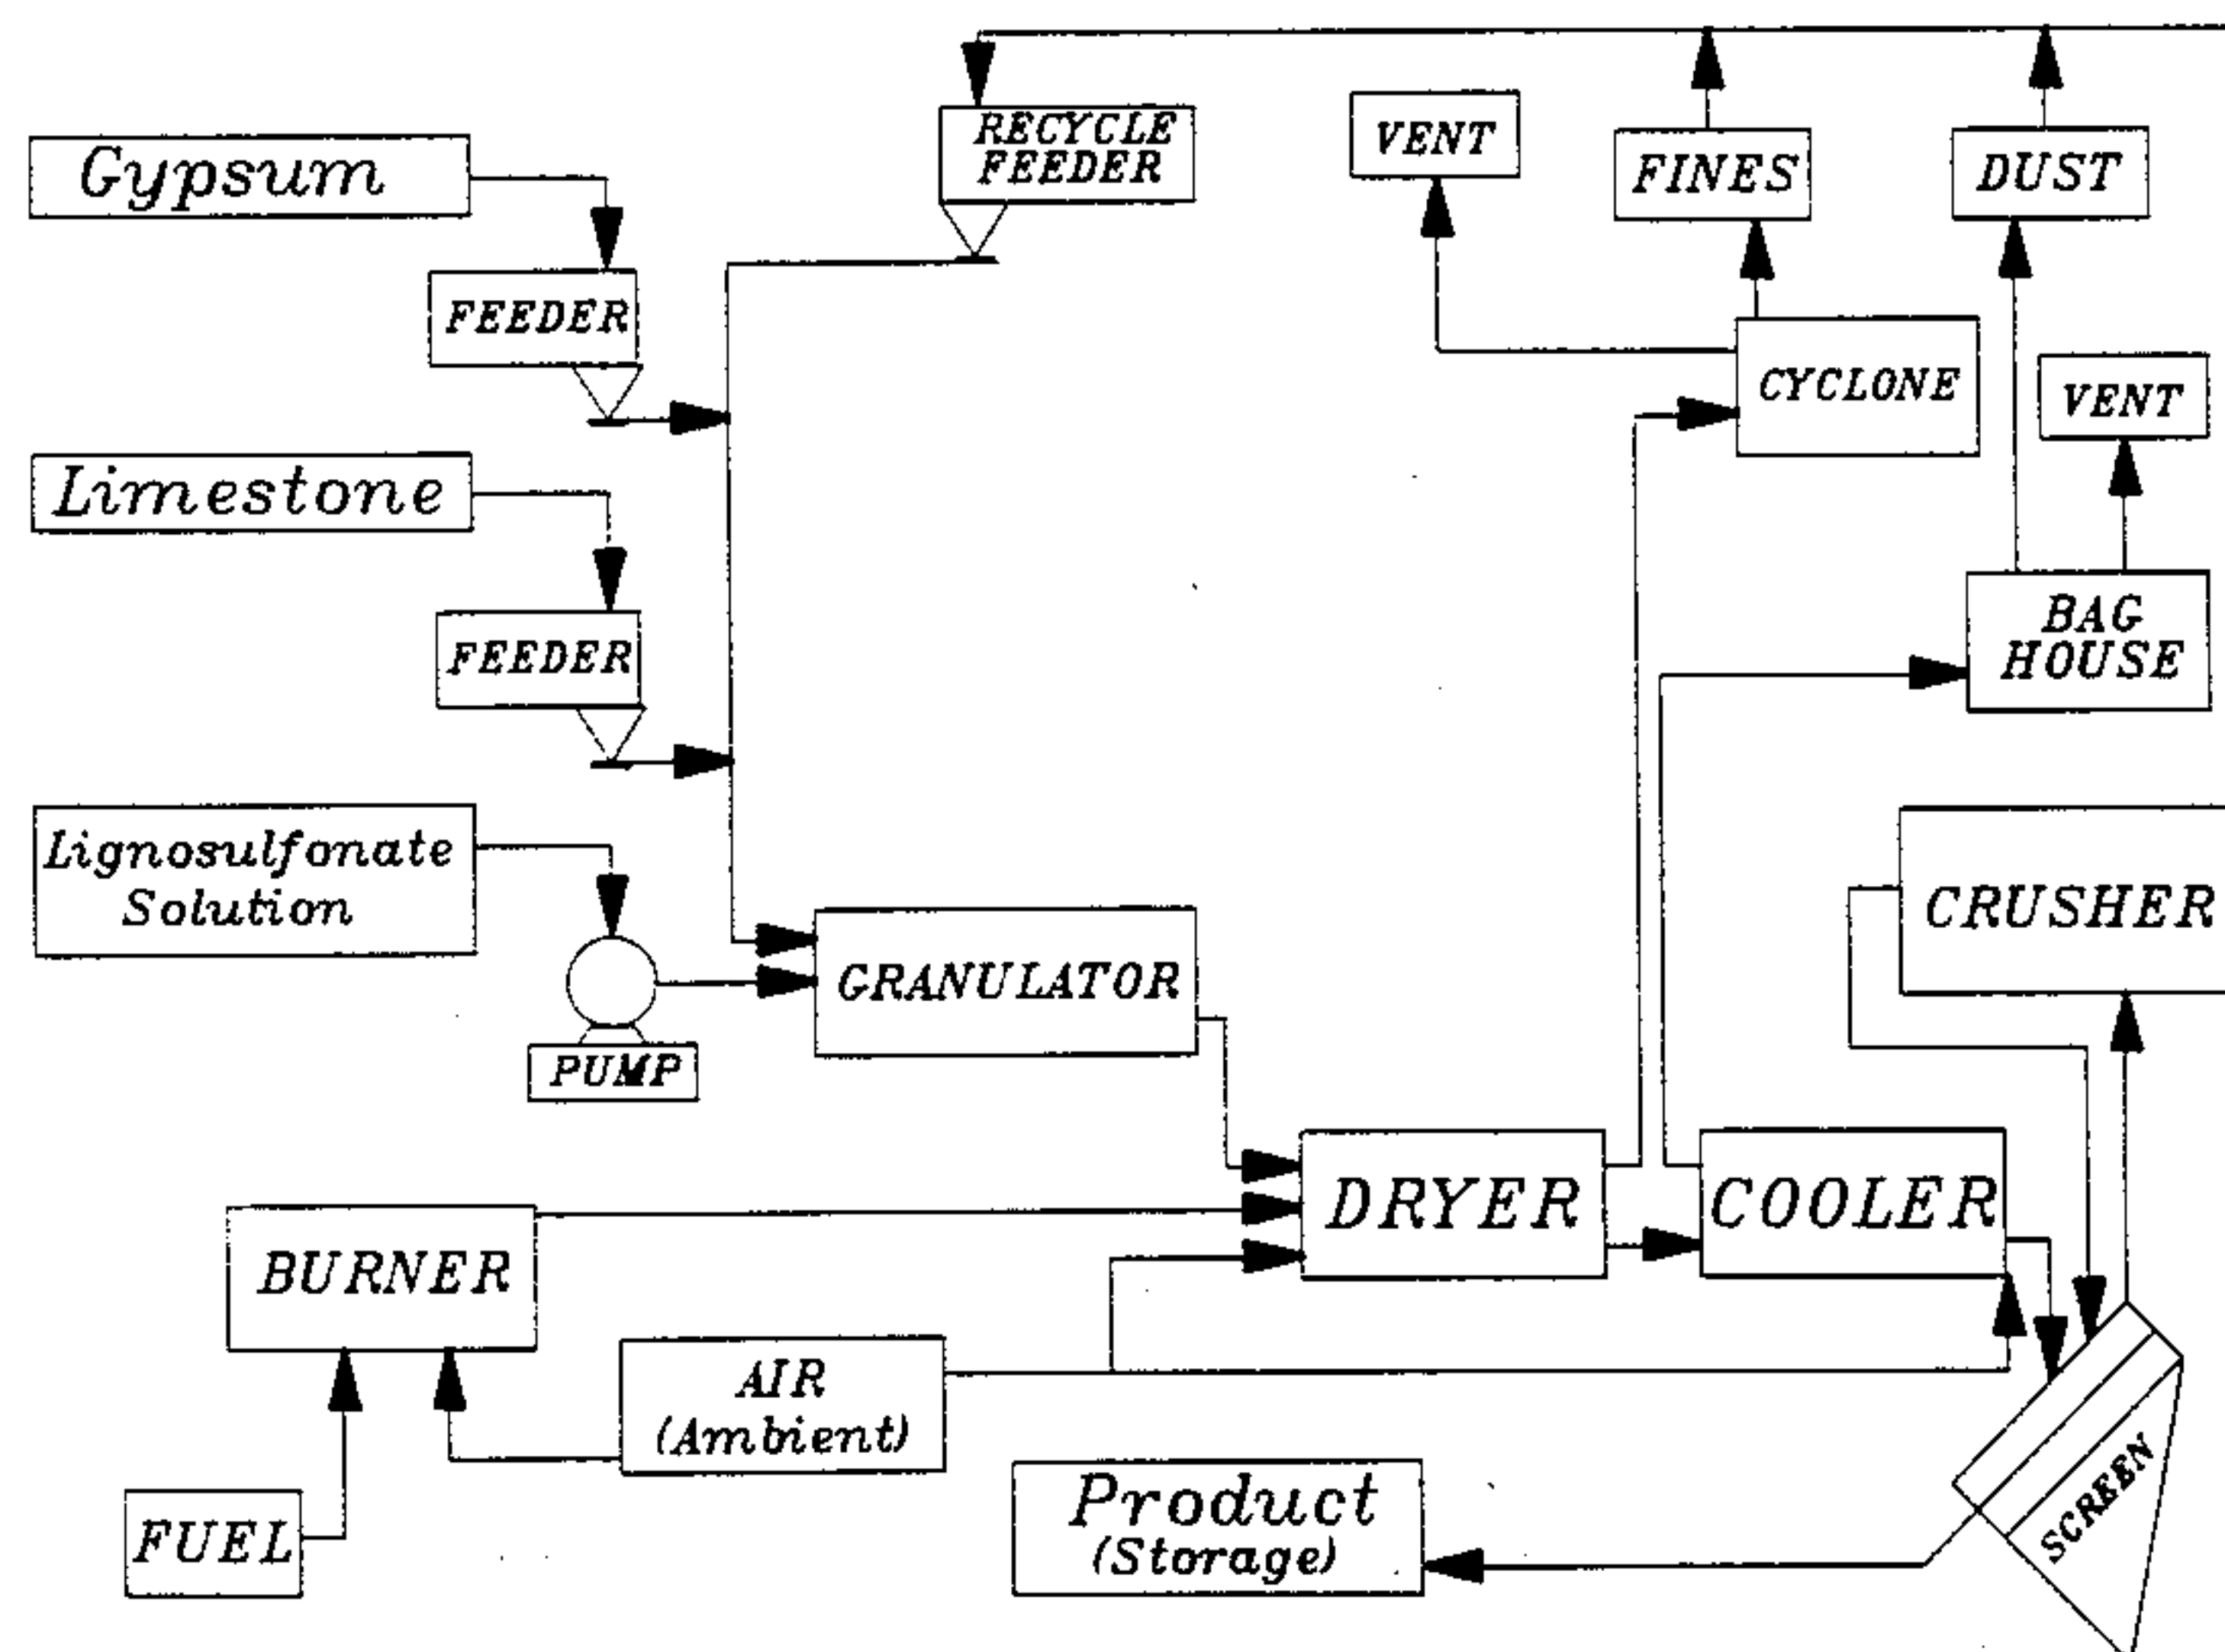 RECYCLE
FEEDER
VENT
FINES
DUST
Gypsum
FEEDER
CYCLONE
VENT
Limestone
FEEDER
BAG
HOUSE
Lignosulfonate
Solution
CRUSHER
GRANULATOR
PUMP
DRYER
COOLER
BURNER
AIR
(Ambient)
SCREEN
Product
(Storage)
FUEL